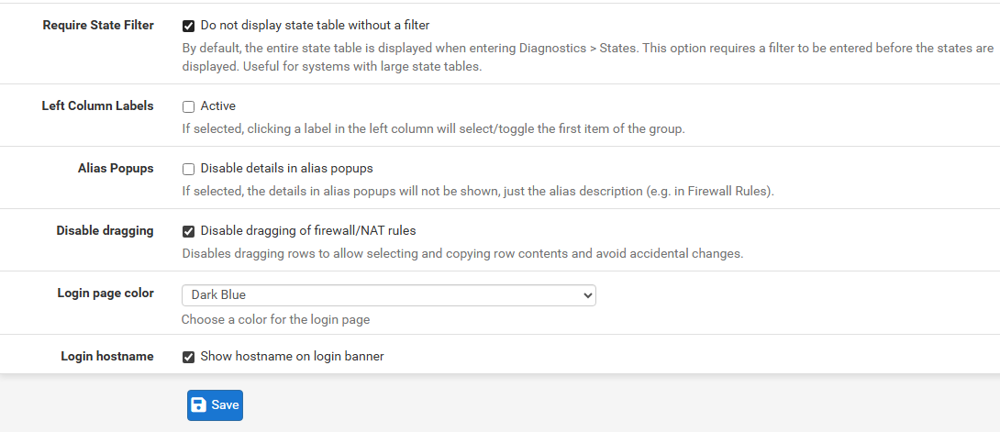 Require State Filter
Do not display state table without a filter
By default, the entire state table is displayed when entering Diagnostics > States. This option requires a filter to be entered before the states are
displayed. Useful for systems with large state tables.
Left Column Labels
Active
If selected, clicking a label in the left column will select/toggle the first item of the group.
Alias Popups
Disable details in alias popups
If selected, the details in alias popups will not be shown, just the alias description (e.g. in Firewall Rules).
Disable dragging
Disable dragging of firewall/NAT rules
Disables dragging rows to allow selecting and copying row contents and avoid accidental changes.
Login page color
Dark Blue
Choose a color for the login page
Login hostname
Show hostname on login banner
Save